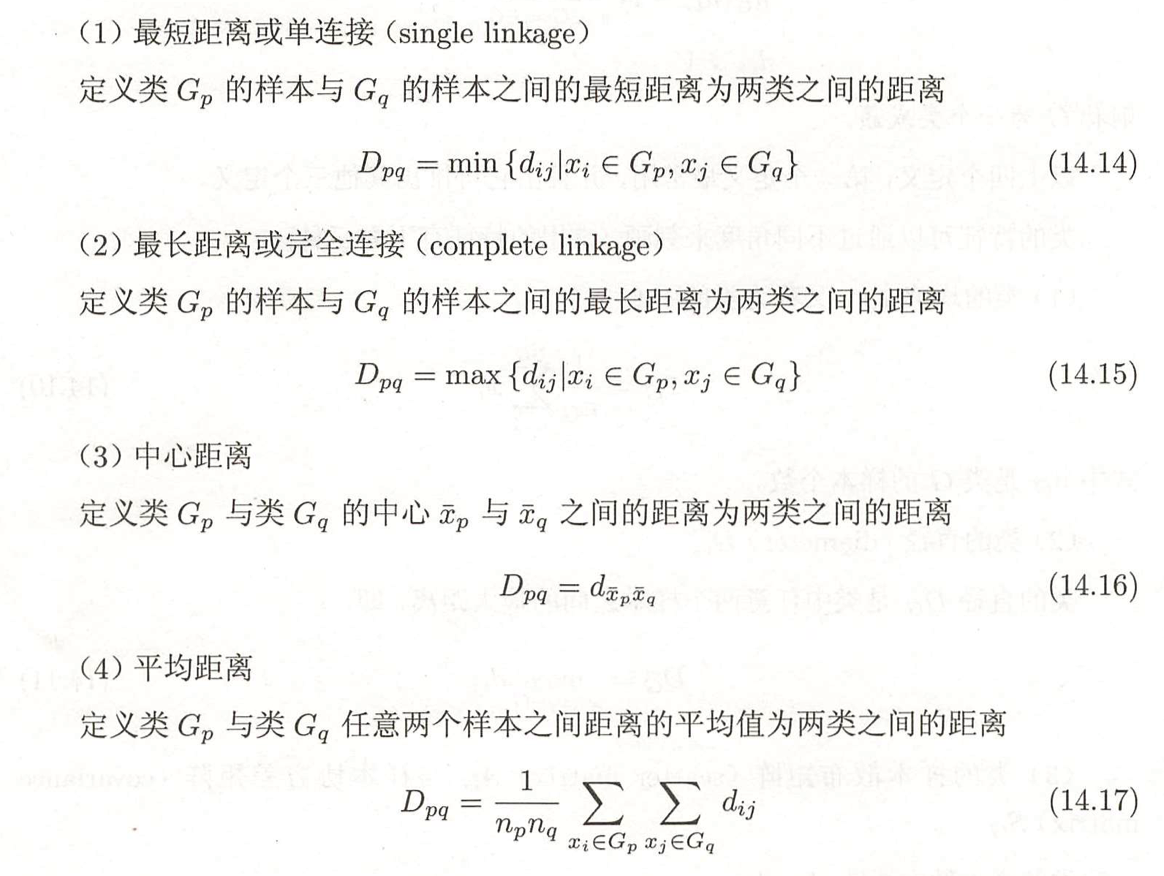 (1) 最短距离或单连接 (single linkage)
定义类 $G_p$ 的样本与 $G_q$ 的样本之间的最短距离为两类之间的距离
$D_{pq} = \min\{d_{ij}|x_i \in G_p, x_j \in G_q\}$ (14.14)
(2) 最长距离或完全连接 (complete linkage)
定义类 $G_p$ 的样本与 $G_q$ 的样本之间的最长距离为两类之间的距离
$D_{pq} = \max\{d_{ij}|x_i \in G_p, x_j \in G_q\}$ (14.15)
(3) 中心距离
定义类 $G_p$ 与类 $G_q$ 的中心 $\bar{x}_p$ 与 $\bar{x}_q$ 之间的距离为两类之间的距离
$D_{pq} = d_{\bar{x}_p\bar{x}_q}$ (14.16)
(4) 平均距离
定义类 $G_p$ 与类 $G_q$ 任意两个样本之间距离的平均值为两类之间的距离
$D_{pq} = \frac{1}{n_p n_q} \sum_{x_i \in G_p} \sum_{x_j \in G_q} d_{ij}$ (14.17)